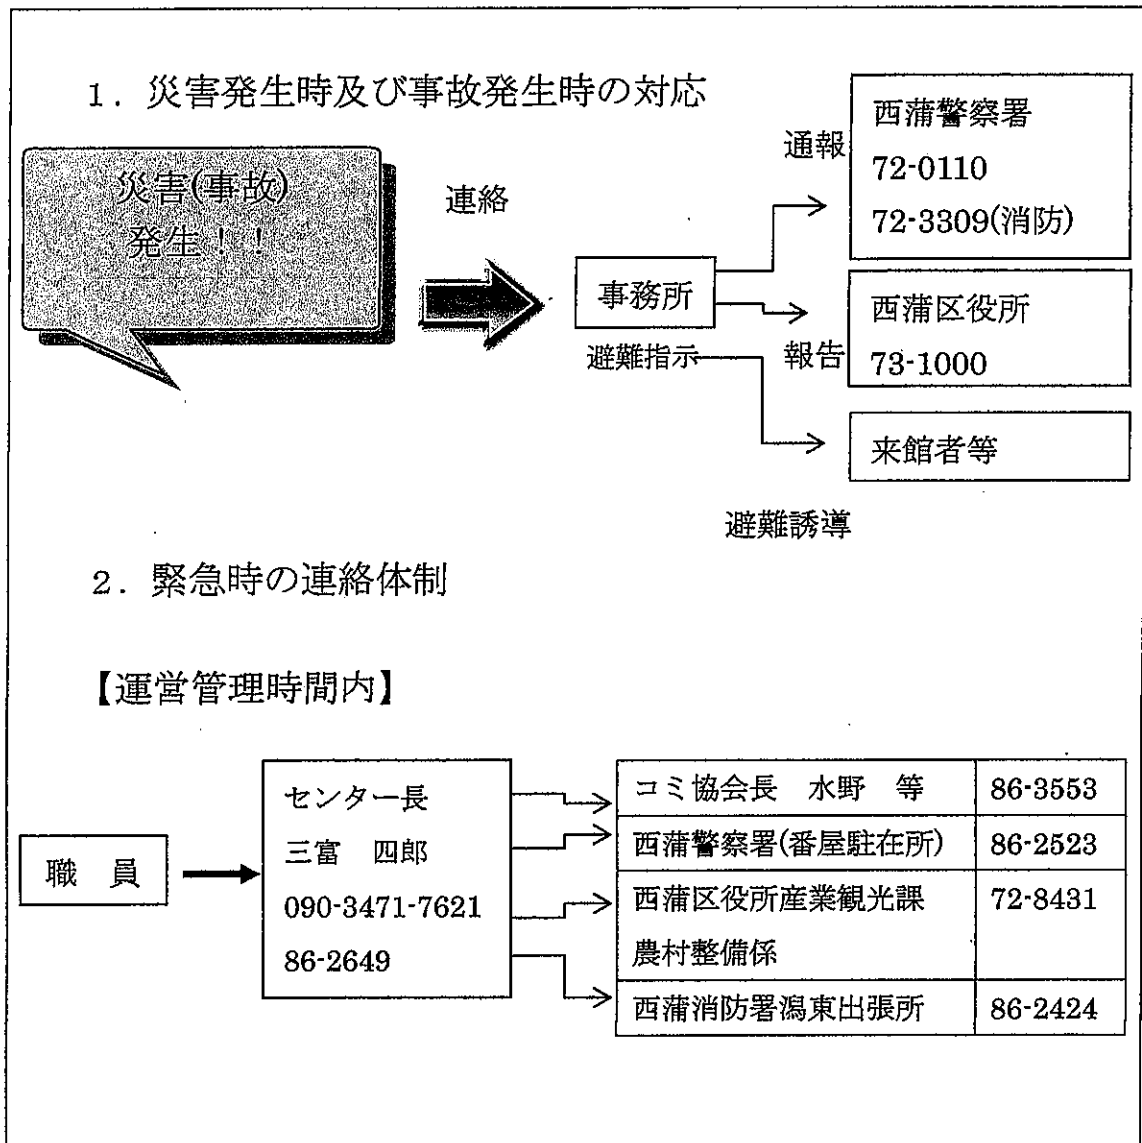 1. 災害発生時及び事故発生時の対応
災害(事故)
発生！！
連絡
事務所
避難指示
通報
西蒲警察署
72-0110
72-3309(消防)
報告
西蒲区役所
73-1000
来館者等
避難誘導
2. 緊急時の連絡体制
【運営管理時間内】
職　員
センター長
三富　四郎
090-3471-7621
86-2649
コミ協会長　水野　等 86-3553
西蒲警察署(番屋駐在所) 86-2523
西蒲区役所産業観光課 72-8431
農村整備係
西蒲消防署潟東出張所 86-2424